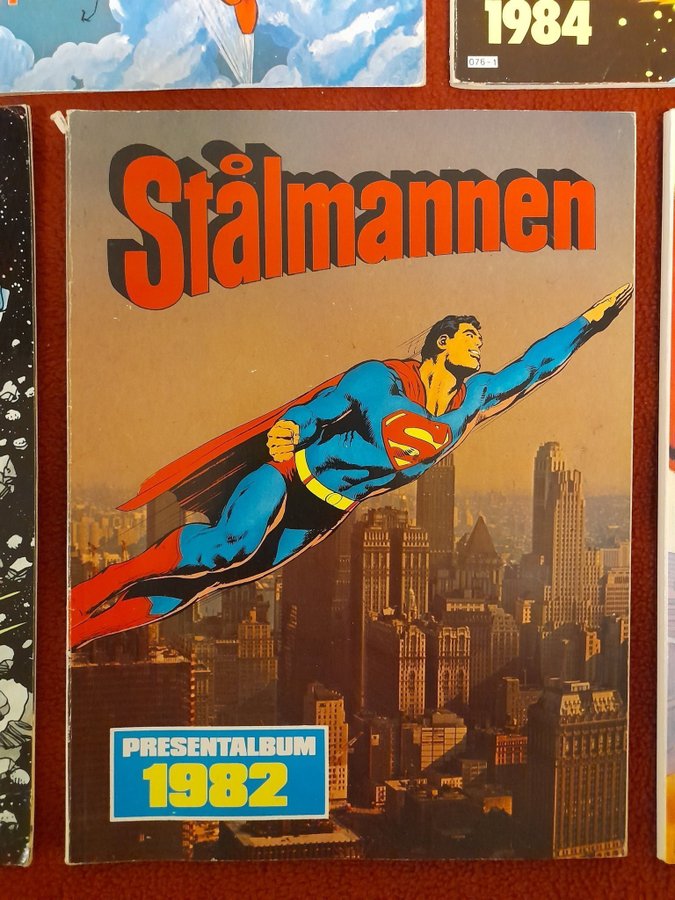 1984
076-1
Stålmannen
S
PRESENTALBUM
1982